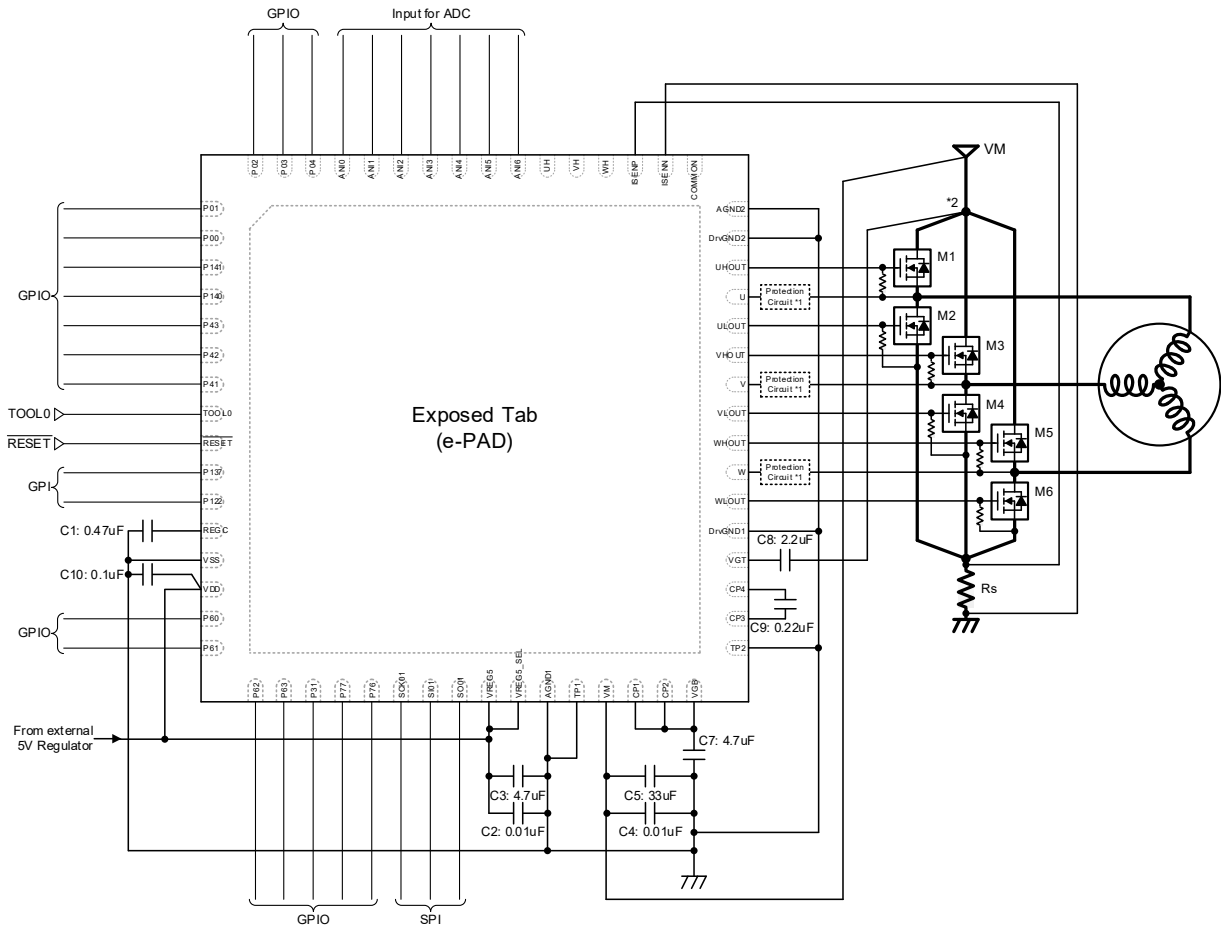 GPIO
Input for ADC
P02
P03
P04
ANI0
ANI1
ANI2
ANI3
ANI4
ANI5
ANI6
UH
VH
WH
ISENP
ISENN
COMMON
P01
P00
P141
P140
P43
P42
P41
TOOL0
RESET
P137
P122
REGC
VSS
VDD
P60
P61
GPIO
TOOL0
RESET
GPI
C1: 0.47uF
C10: 0.1uF
GPIO
From external
5V Regulator
Exposed Tab
(e-PAD)
AGND2
DrvGND2
UHOUT
U
ULOUT
VHOUT
V
VLOUT
WHOUT
W
WLOUT
DrvGND1
VGT
CP4
CP3
TP2
Protection
Circuit *1
Protection
Circuit *1
Protection
Circuit *1
C8: 2.2uF
C9: 0.22uF
VM
*2
M1
M2
M3
M4
M5
M6
Rs
P62
P63
P31
P77
P76
SCK01
SI01
SO01
VREG5
VREG5_SEL
AGND1
TP1
VM
CP1
CP2
VGB
C7: 4.7uF
C3: 4.7uF
C5: 33uF
C2: 0.01uF
C4: 0.01uF
GPIO
SPI